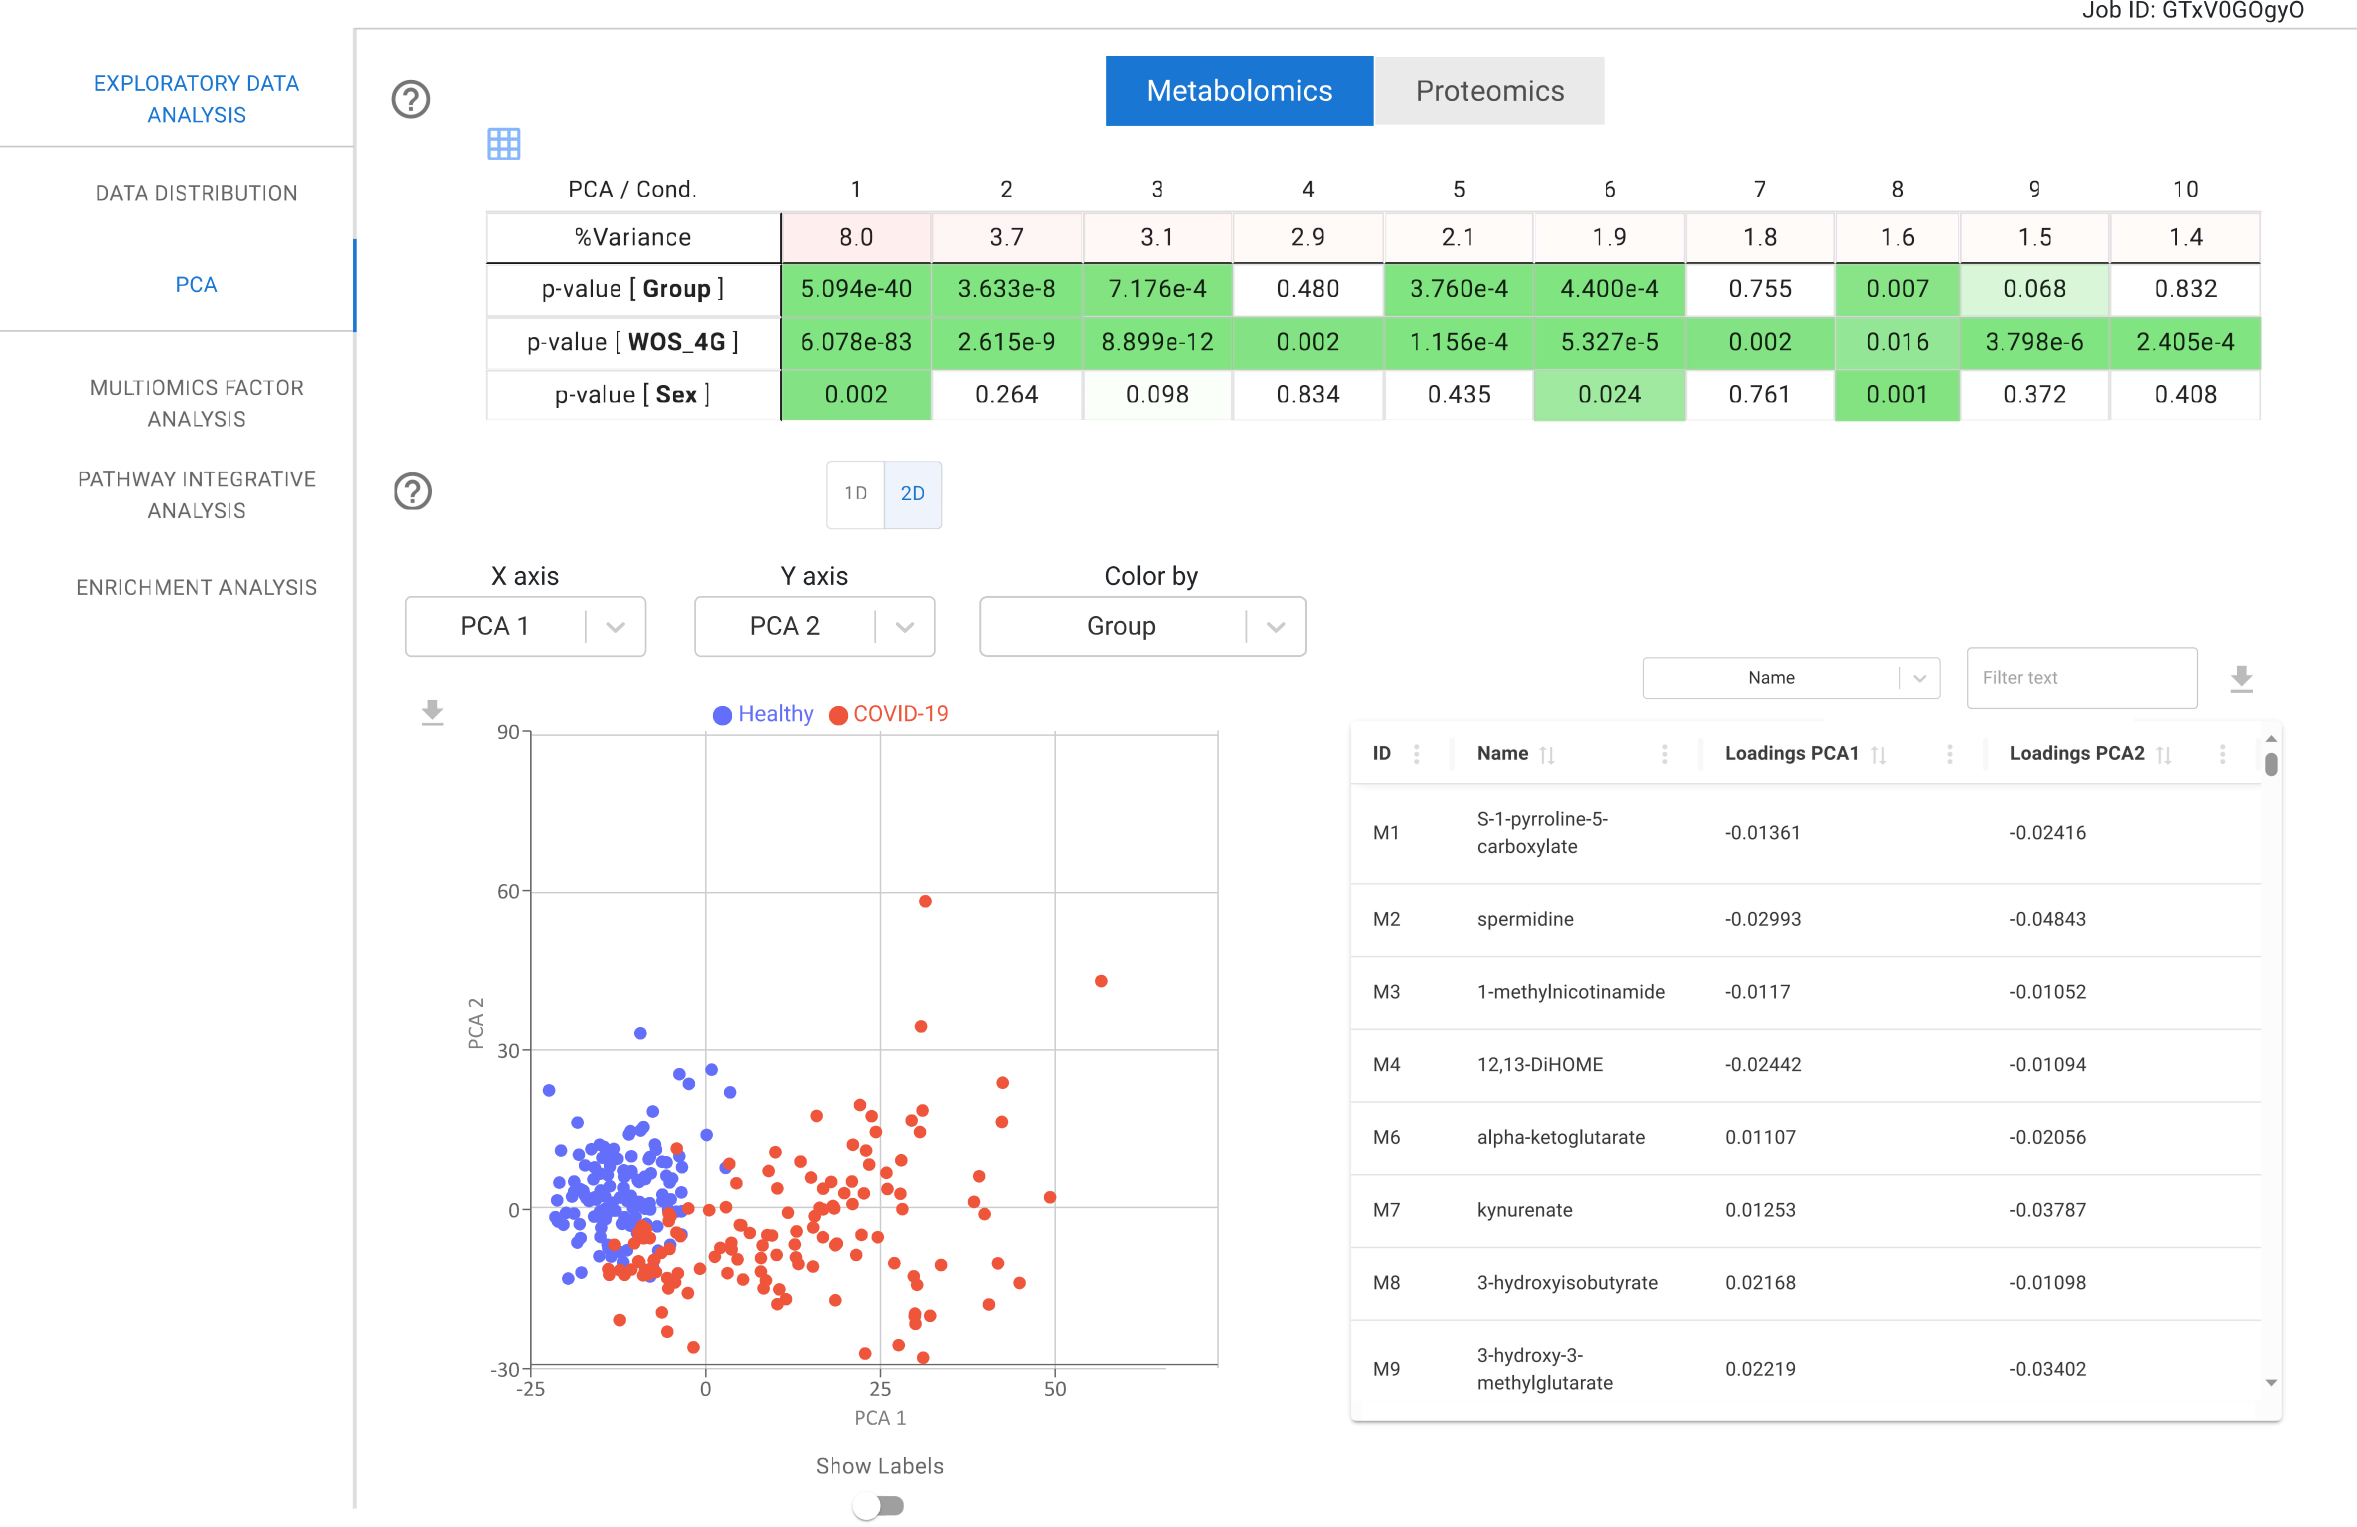 Job ID: GTxV0GOgyO
EXPLORATORY DATA
ANALYSIS
DATA DISTRIBUTION
PCA
MULTIOMICS FACTOR
ANALYSIS
PATHWAY INTEGRATIVE
ANALYSIS
ENRICHMENT ANALYSIS
?
Metabolomics Proteomics
PCA / Cond. 1 2 3 4 5 6 7 8 9 10
%Variance 8.0 3.7 3.1 2.9 2.1 1.9 1.8 1.6 1.5 1.4
p-value [ Group ] 5.094e-40 3.633e-8 7.176e-4 0.480 3.760e-4 4.400e-4 0.755 0.007 0.068 0.832
p-value [ WOS_4G ] 6.078e-83 2.615e-9 8.899e-12 0.002 1.156e-4 5.327e-5 0.002 0.016 3.798e-6 2.405e-4
p-value [ Sex ] 0.002 0.264 0.098 0.834 0.435 0.024 0.761 0.001 0.372 0.408
?
1D 2D
X axis Y axis Color by
PCA 1 PCA 2 Group
Healthy COVID-19
90
60
30
0
-30
PCA 2
-25 0 25 50
PCA 1
Show Labels
Name Filter text
ID Name Loadings PCA1 Loadings PCA2
M1 S-1-pyrroline-5- -0.01361 -0.02416
carboxylate
M2 spermidine -0.02993 -0.04843
M3 1-methylnicotinamide -0.0117 -0.01052
M4 12,13-DiHOME -0.02442 -0.01094
M6 alpha-ketoglutarate 0.01107 -0.02056
M7 kynurenate 0.01253 -0.03787
M8 3-hydroxyisobutyrate 0.02168 -0.01098
M9 3-hydroxy-3- 0.02219 -0.03402
methylglutarate